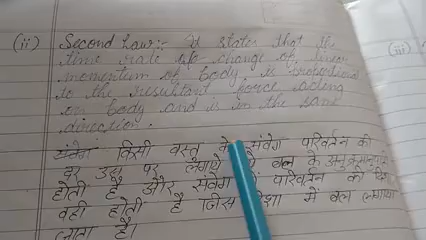 (ii) Second Law:- It states that the
time rate of change of linear
momentum of body is proportional
to the resultant force acting
on body and is in the same
direction.
किसी वस्तु के संवेग परिवर्तन की
दर उस पर लगाये बल के
होती है और संवेग परिवर्तन की
वही होती है जिस दिशा में बल लगाया
जाता है।
(iii)